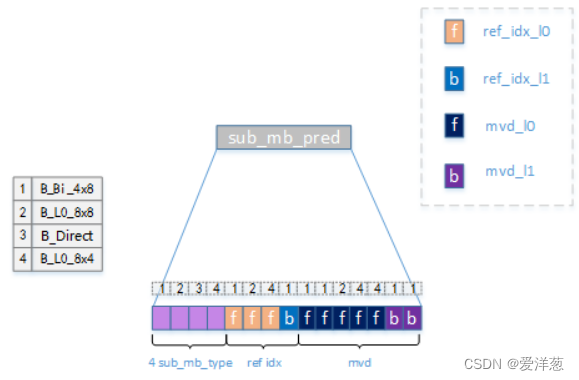 f ref_idx_l0
b ref_idx_l1
f mvd_l0
b mvd_l1
sub_mb_pred
1 B_Bi_4x8
2 B_L0_8x8
3 B_Direct
4 B_L0_8x4
1 2 3 4 1 2 4 1 1 1 2 4 4 1 1
f f f b f f f f f b b
4 sub_mb_type ref idx mvd
CSDN @爱洋葱